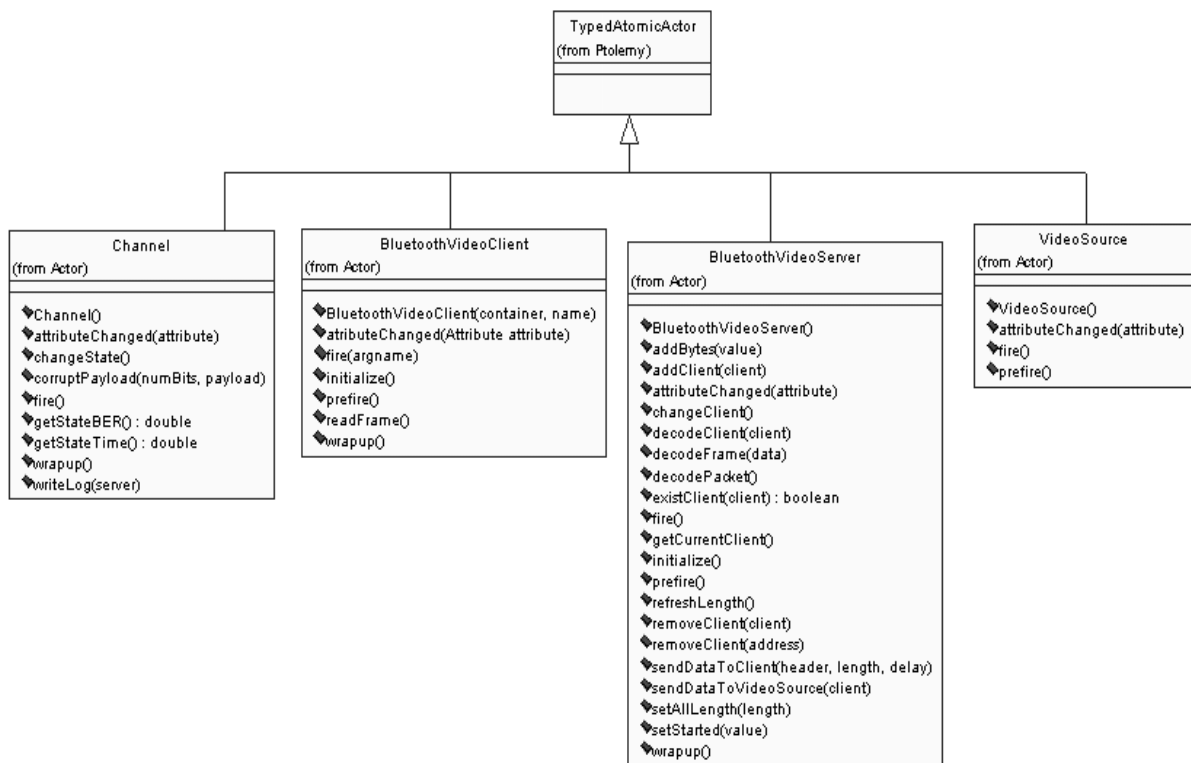 TypedAtomicActor
(from Ptolemy)
Channel
(from Actor)
Channel()
attributeChanged(attribute)
changeState()
corruptPayload(numBits, payload)
fire()
getStateBER() : double
getStateTime() : double
wrapup()
writeLog(server)
BluetoothVideoClient
(from Actor)
BluetoothVideoClient(container, name)
atributeChanged(Attribute attribute)
fire(argname)
initialize()
prefire()
readFrame()
wrapup()
BluetoothVideoServer
(from Actor)
BluetoothVideoServer()
addBytes(value)
addClient(client)
attributeChanged(attribute)
changeClient()
decodeClient(client)
decodeFrame(data)
decodePacket()
existClient(client) : boolean
fire()
getCurrentClient()
initialize()
prefire()
refreshLength()
removeClient(client)
removeClient(address)
sendDataToClient(header, length, delay)
sendDataToVideoSource(client)
setAllLength(length)
setStarted(value)
wrapup()
VideoSource
(from Actor)
VideoSource()
attributeChanged(attribute)
fire()
prefire()